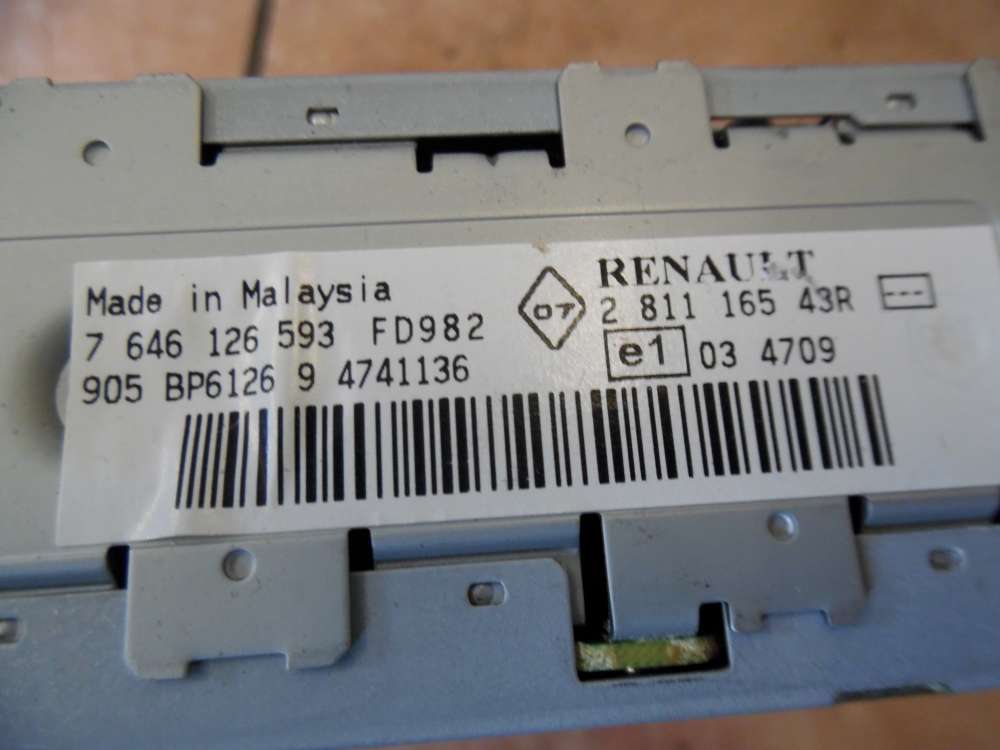 Made in Malaysia
7 646 126 593 FD982
905 BP6126 9 4741136
07
RENAULT
2 811 165 43R
---
e1 03 4709